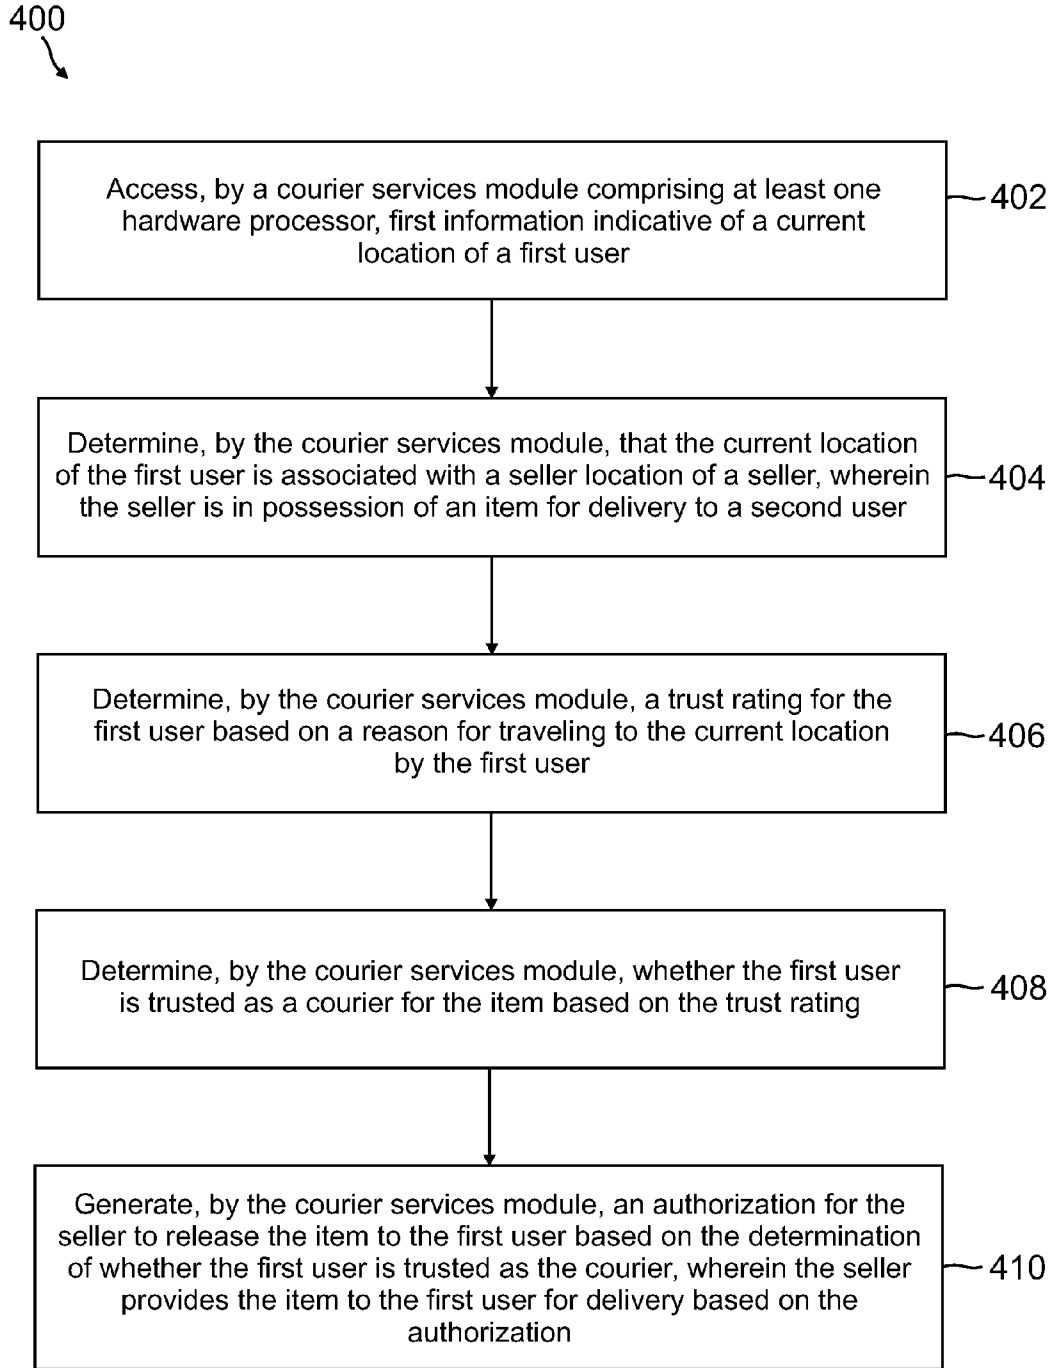 400
Access, by a courier services module comprising at least one
hardware processor, first information indicative of a current
location of a first user
402
Determine, by the courier services module, that the current location
of the first user is associated with a seller location of a seller, wherein
the seller is in possession of an item for delivery to a second user
404
Determine, by the courier services module, a trust rating for the
first user based on a reason for traveling to the current location
by the first user
406
Determine, by the courier services module, whether the first user
is trusted as a courier for the item based on the trust rating
408
Generate, by the courier services module, an authorization for the
seller to release the item to the first user based on the determination
of whether the first user is trusted as the courier, wherein the seller
provides the item to the first user for delivery based on the
authorization
410